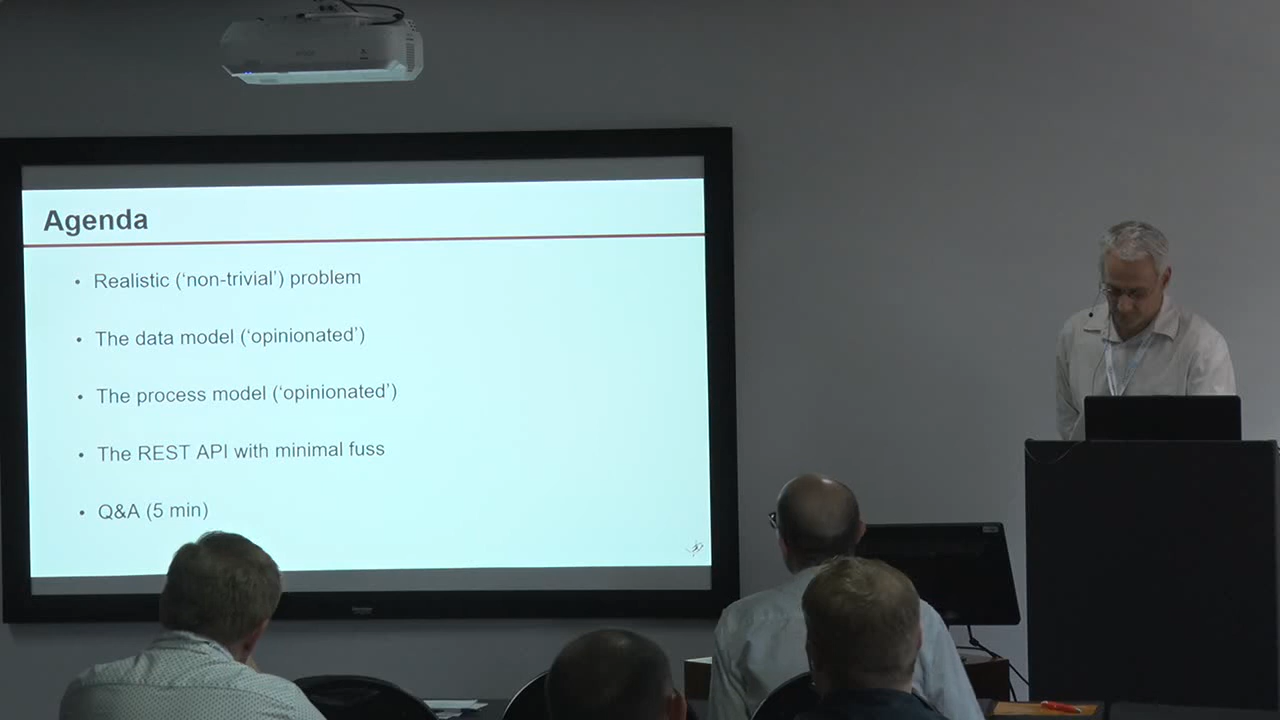 Agenda
• Realistic (‘non-trivial’) problem
• The data model (‘opinionated’)
• The process model (‘opinionated’)
• The REST API with minimal fuss
• Q&A (5 min)